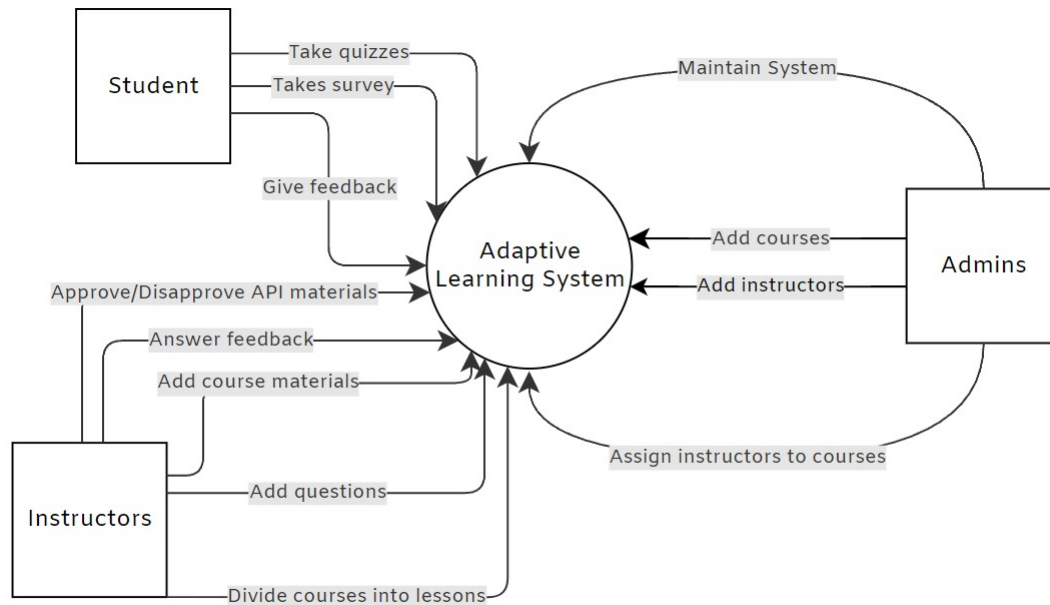 Take quizzes
Student
Takes survey
Maintain System
Give feedback
Add courses
Adaptive
Learning System
Admins
Approve/Disapprove API materials
Add instructors
Answer feedback
Add course materials
Assign instructors to courses
Add questions
Instructors
Divide courses into lessons